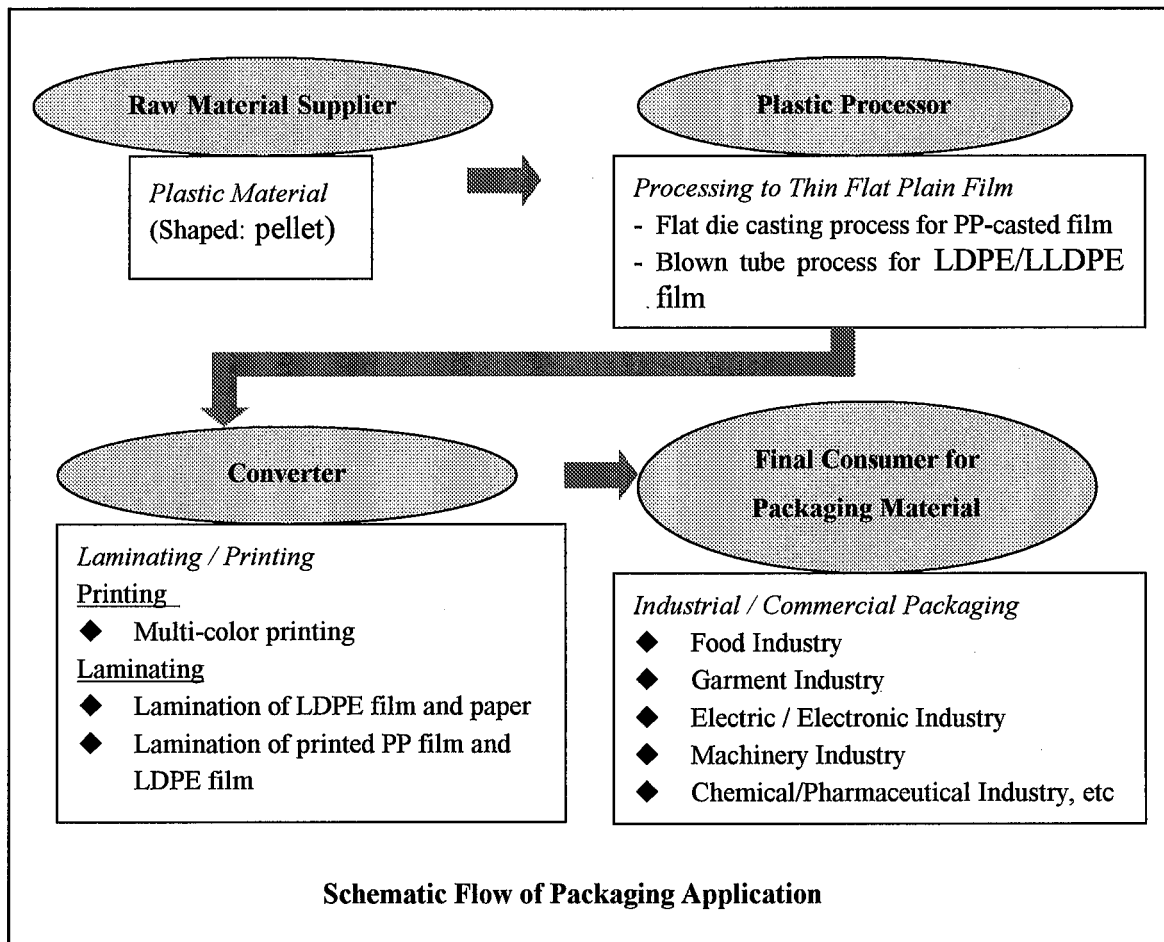 Raw Material Supplier
Plastic Material
(Shaped: pellet)
Plastic Processor
Processing to Thin Flat Plain Film
- Flat die casting process for PP-casted film
- Blown tube process for LDPE/LLDPE
film
Converter
Laminating / Printing
Printing
◆ Multi-color printing
Laminating
◆ Lamination of LDPE film and paper
◆ Lamination of printed PP film and
LDPE film
Final Consumer for
Packaging Material
Industrial / Commercial Packaging
◆ Food Industry
◆ Garment Industry
◆ Electric / Electronic Industry
◆ Machinery Industry
◆ Chemical/Pharmaceutical Industry, etc
Schematic Flow of Packaging Application